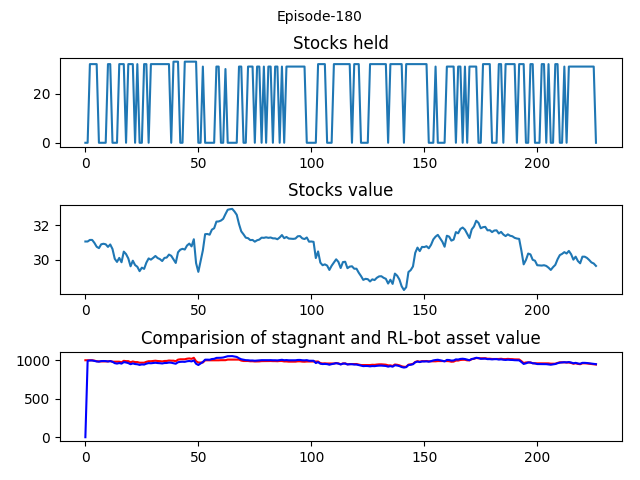 Episode-180
Stocks held
20
0
0 50 100 150 200
Stocks value
32
30
0 50 100 150 200
Comparision of stagnant and RL-bot asset value
1000
500
0
0 50 100 150 200